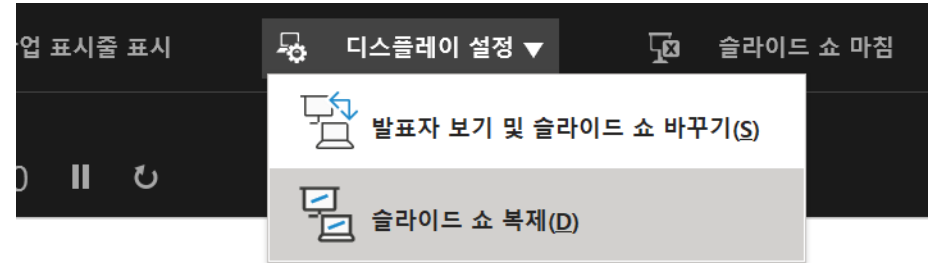 업 표시줄 표시 디스플레이 설정 ▼ 슬라이드 쇼 마침
발표자 보기 및 슬라이드 쇼 바꾸기(S)
슬라이드 쇼 복제(D)